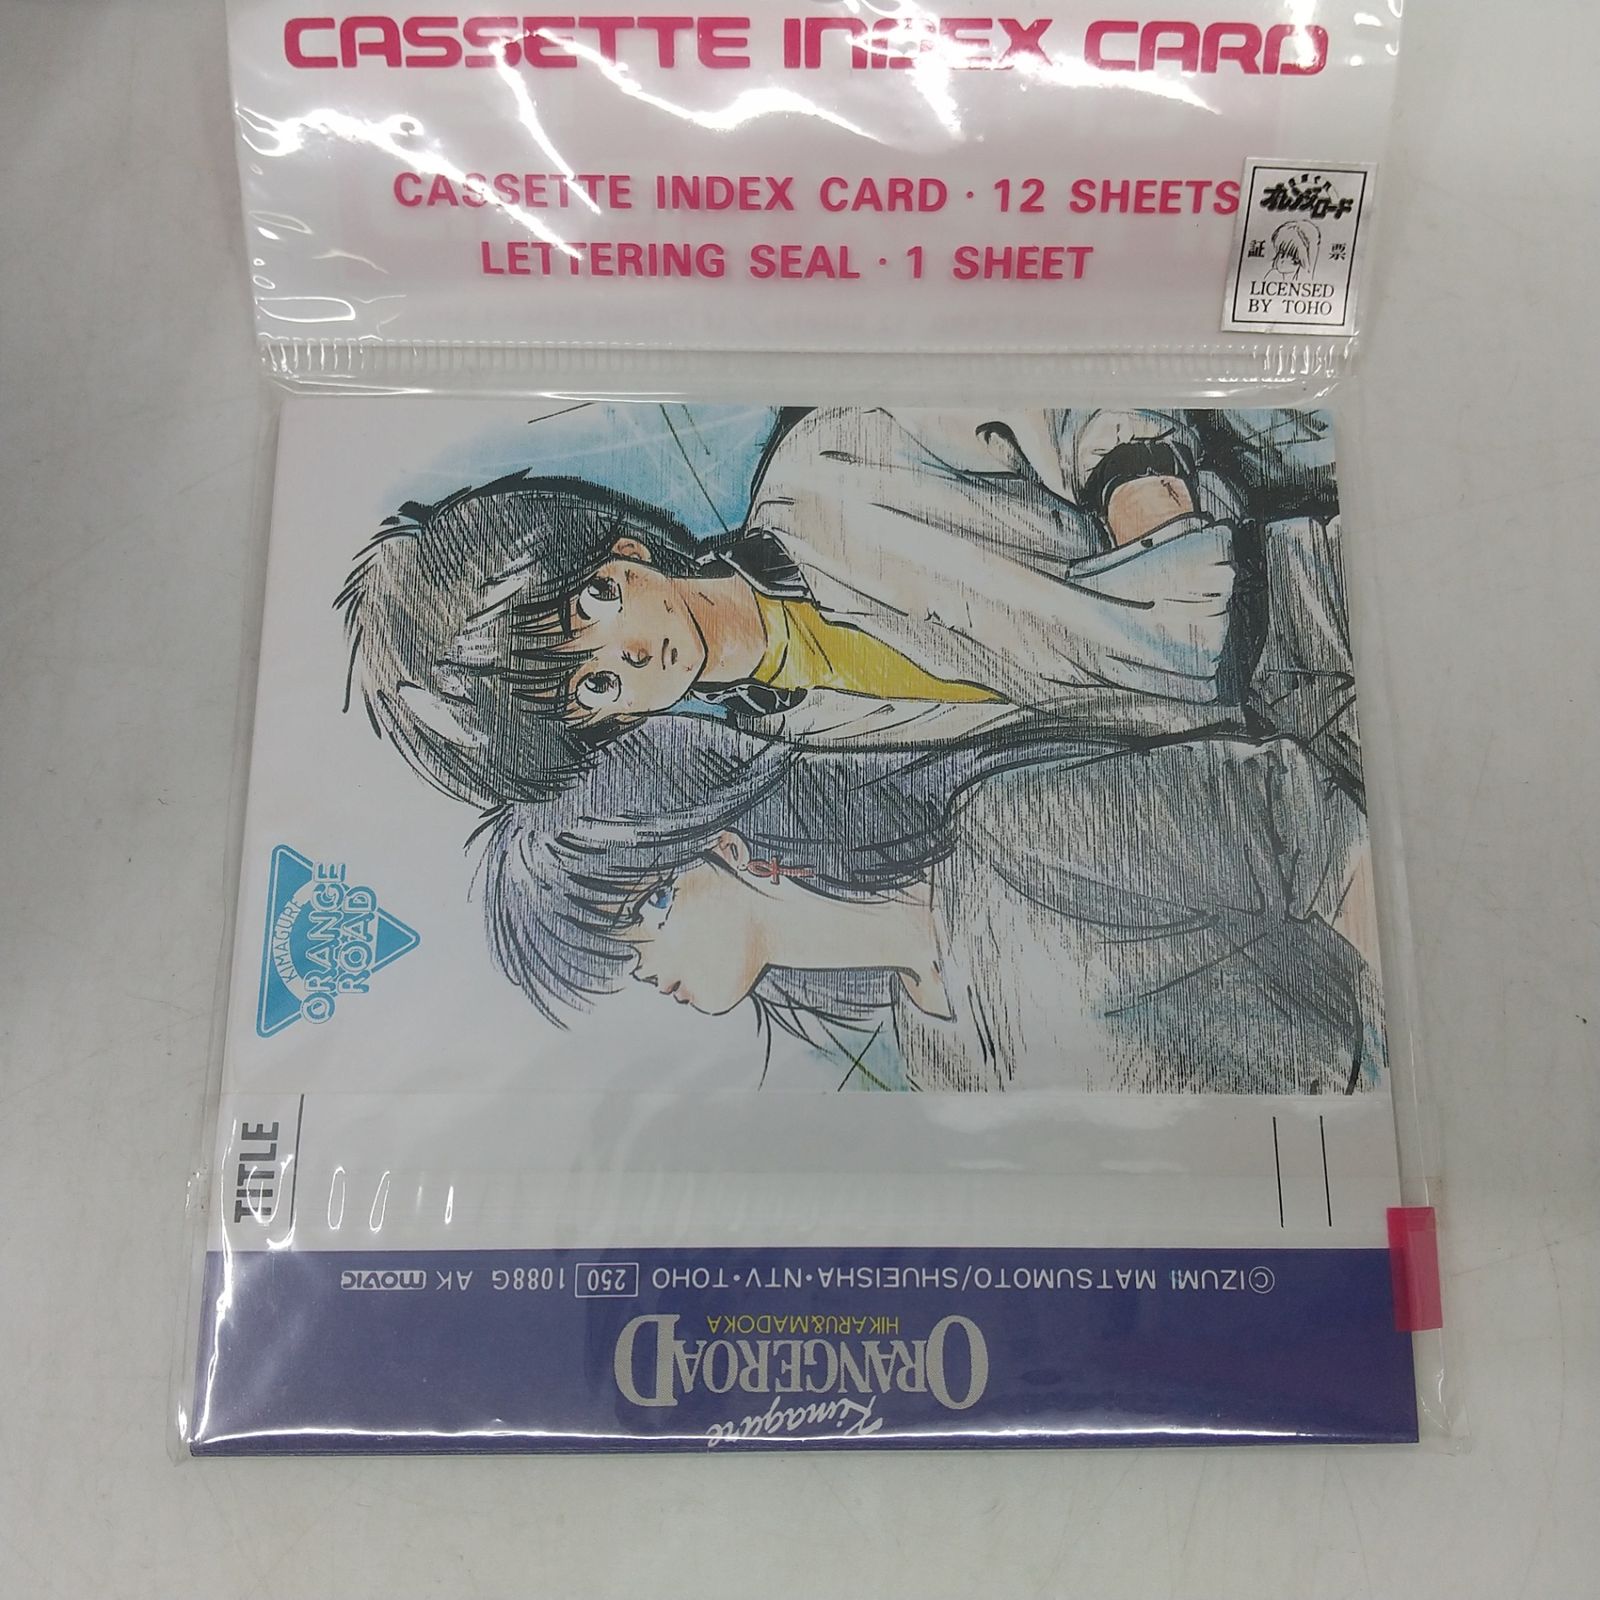 CASSETTE INDEX CARD
CASSETTE INDEX CARD · 12 SHEETS
LETTERING SEAL · 1 SHEET
オレンジロード
証 票
LICENSED
BY TOHO
KIMAGURE
ORANGE
ROAD
TITLE
©IZUMI MATSUMOTO/SHUEISHA・NTV・TOHO 250 1088G AK movic
HIKARU&MADOKA
ORANGEROAD
Kimagure